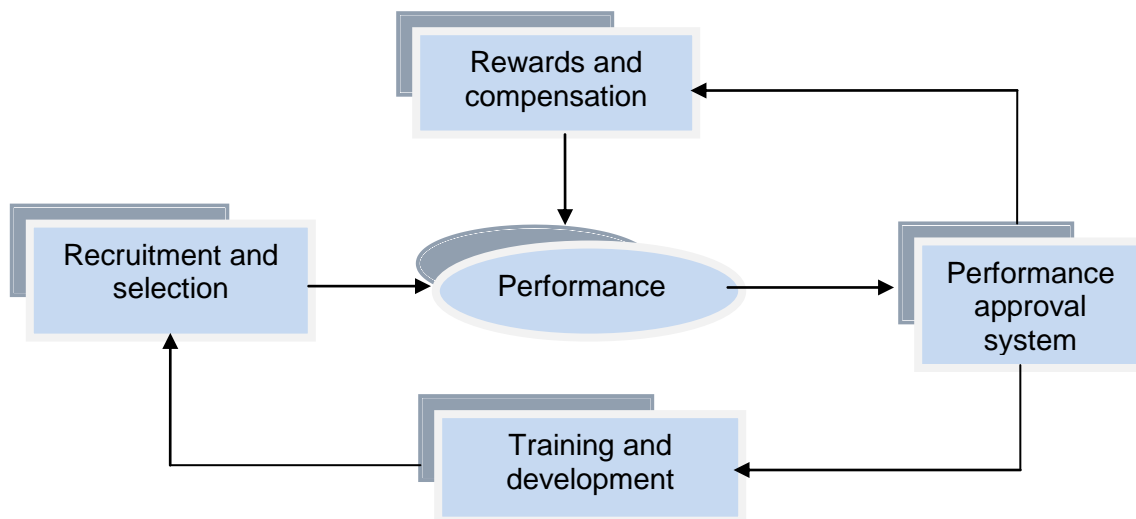 Rewards and
compensation
Recruitment and
selection
Performance
Performance
approval
system
Training and
development